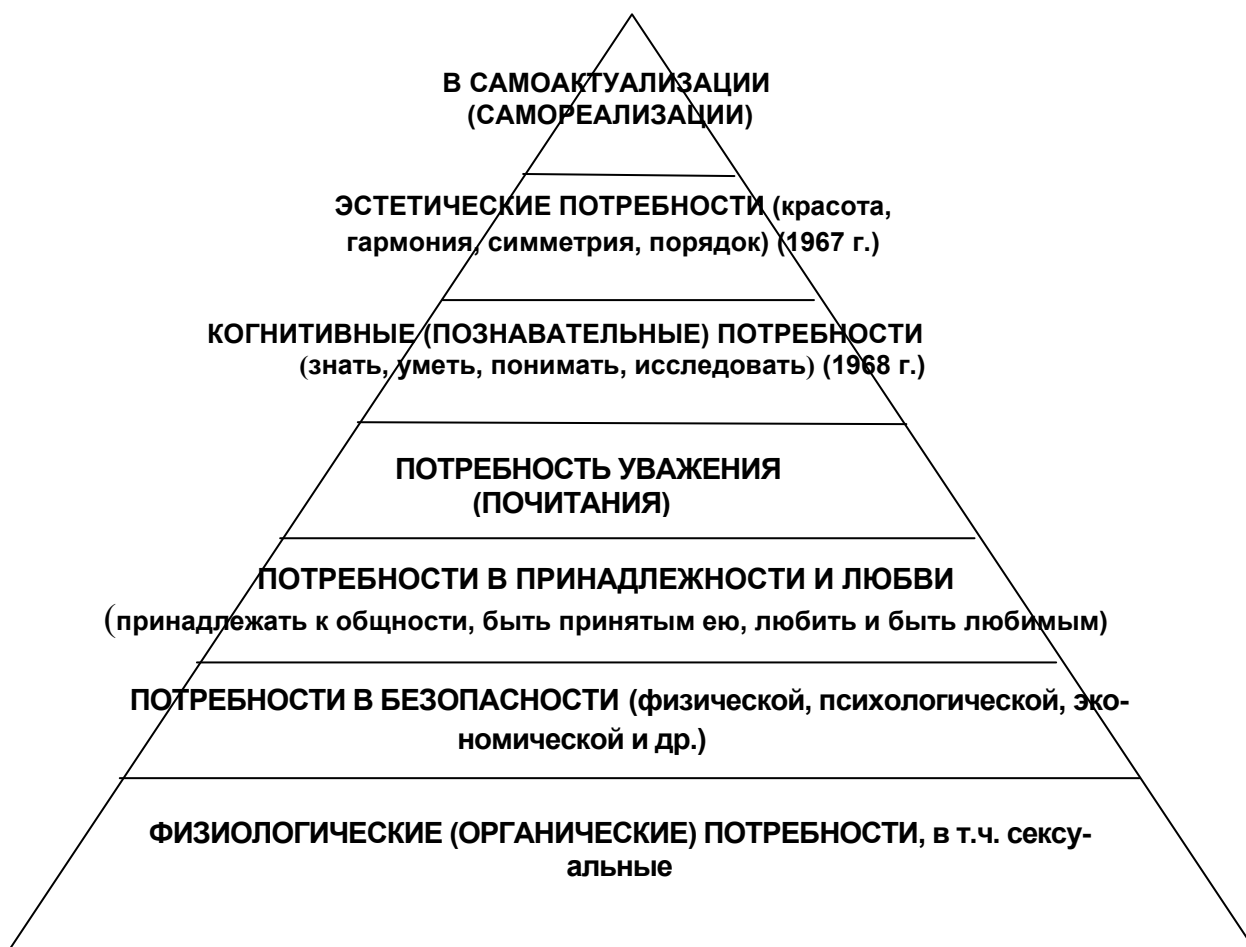 В САМОАКТУАЛИЗАЦИИ
(САМОРЕАЛИЗАЦИИ)
ЭСТЕТИЧЕСКИЕ ПОТРЕБНОСТИ (красота,
гармония, симметрия, порядок) (1967 г.)
КОГНИТИВНЫЕ (ПОЗНАВАТЕЛЬНЫЕ) ПОТРЕБНОСТИ
(знать, уметь, понимать, исследовать) (1968 г.)
ПОТРЕБНОСТЬ УВАЖЕНИЯ
(ПОЧИТАНИЯ)
ПОТРЕБНОСТИ В ПРИНАДЛЕЖНОСТИ И ЛЮБВИ
(принадлежать к общности, быть принятым ею, любить и быть любимым)
ПОТРЕБНОСТИ В БЕЗОПАСНОСТИ (физической, психологической, эко-
номической и др.)
ФИЗИОЛОГИЧЕСКИЕ (ОРГАНИЧЕСКИЕ) ПОТРЕБНОСТИ, в т.ч. сексу-
альные